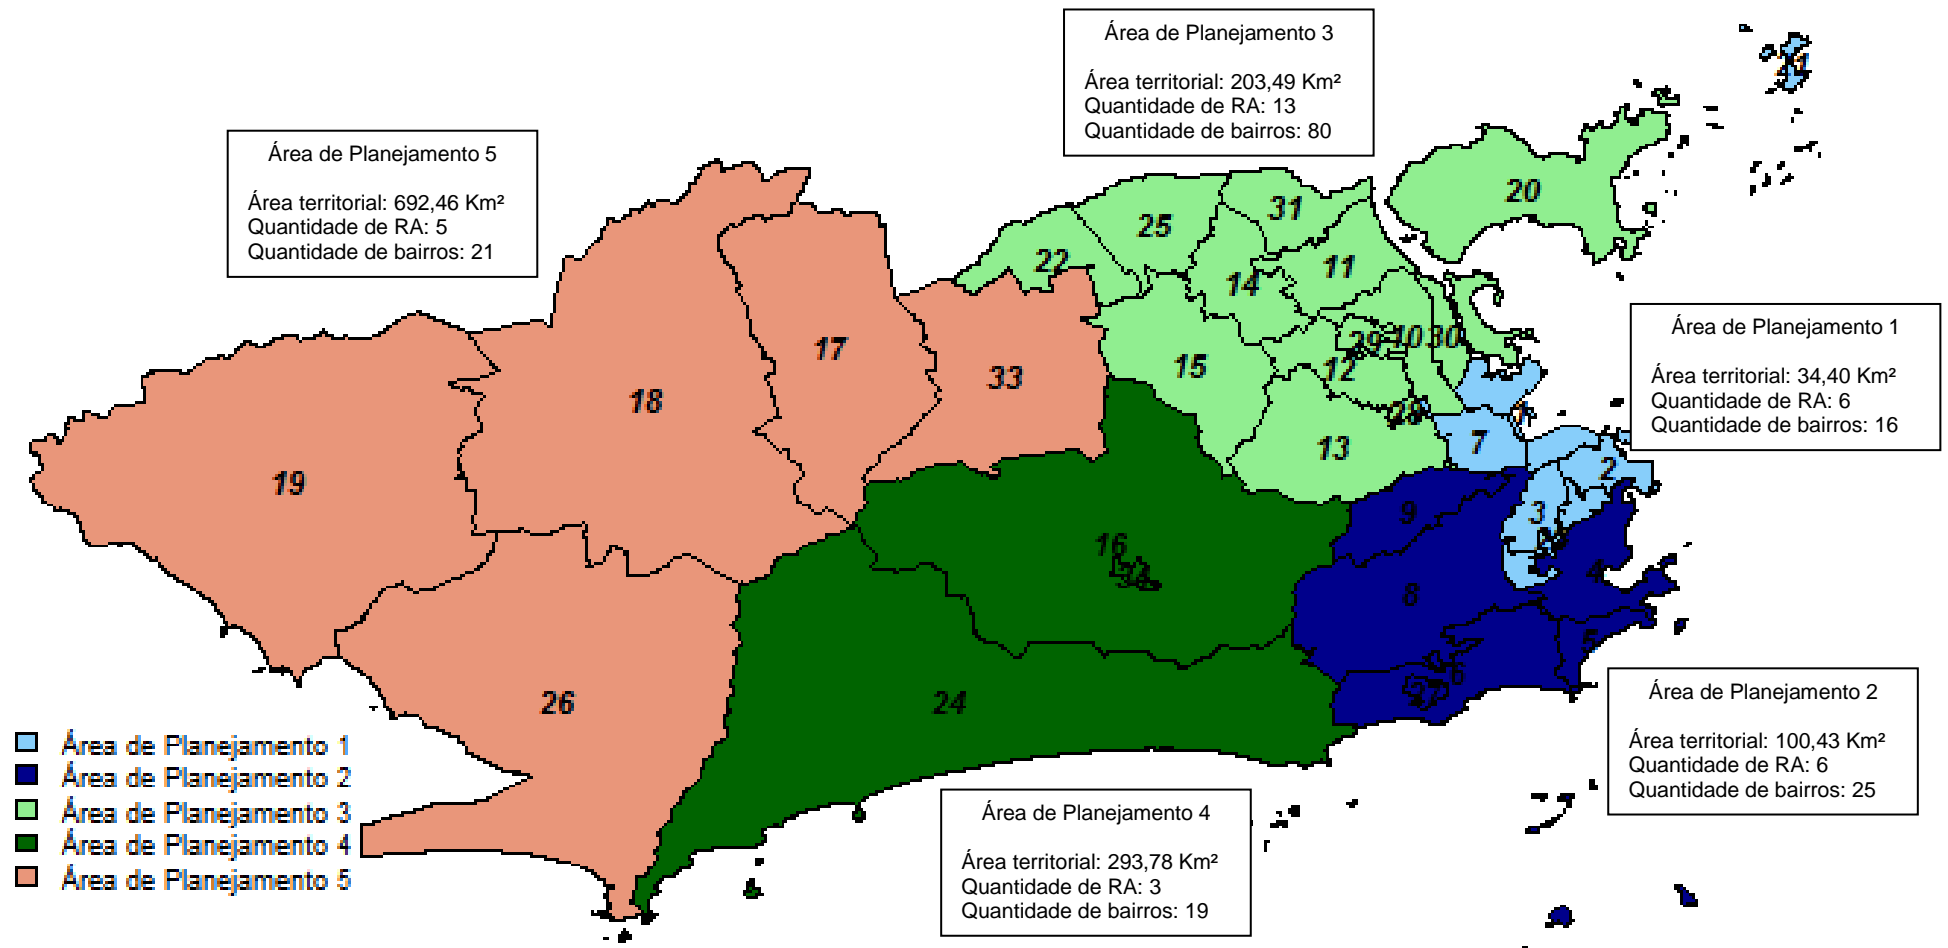 Área de Planejamento 3
Área territorial: 203,49 Km²
Quantidade de RA: 13
Quantidade de bairros: 80
Área de Planejamento 5
Área territorial: 692,46 Km²
Quantidade de RA: 5
Quantidade de bairros: 21
Área de Planejamento 1
Área territorial: 34,40 Km²
Quantidade de RA: 6
Quantidade de bairros: 16
Área de Planejamento 2
Área territorial: 100,43 Km²
Quantidade de RA: 6
Quantidade de bairros: 25
Área de Planejamento 4
Área territorial: 293,78 Km²
Quantidade de RA: 3
Quantidade de bairros: 19
20
31
25
22
11
14
10
30
29
12
15
28
13
33
17
18
19
26
1
7
2
3
9
16
8
4
5
6
27
24
Área de Planejamento 1
Área de Planejamento 2
Área de Planejamento 3
Área de Planejamento 4
Área de Planejamento 5